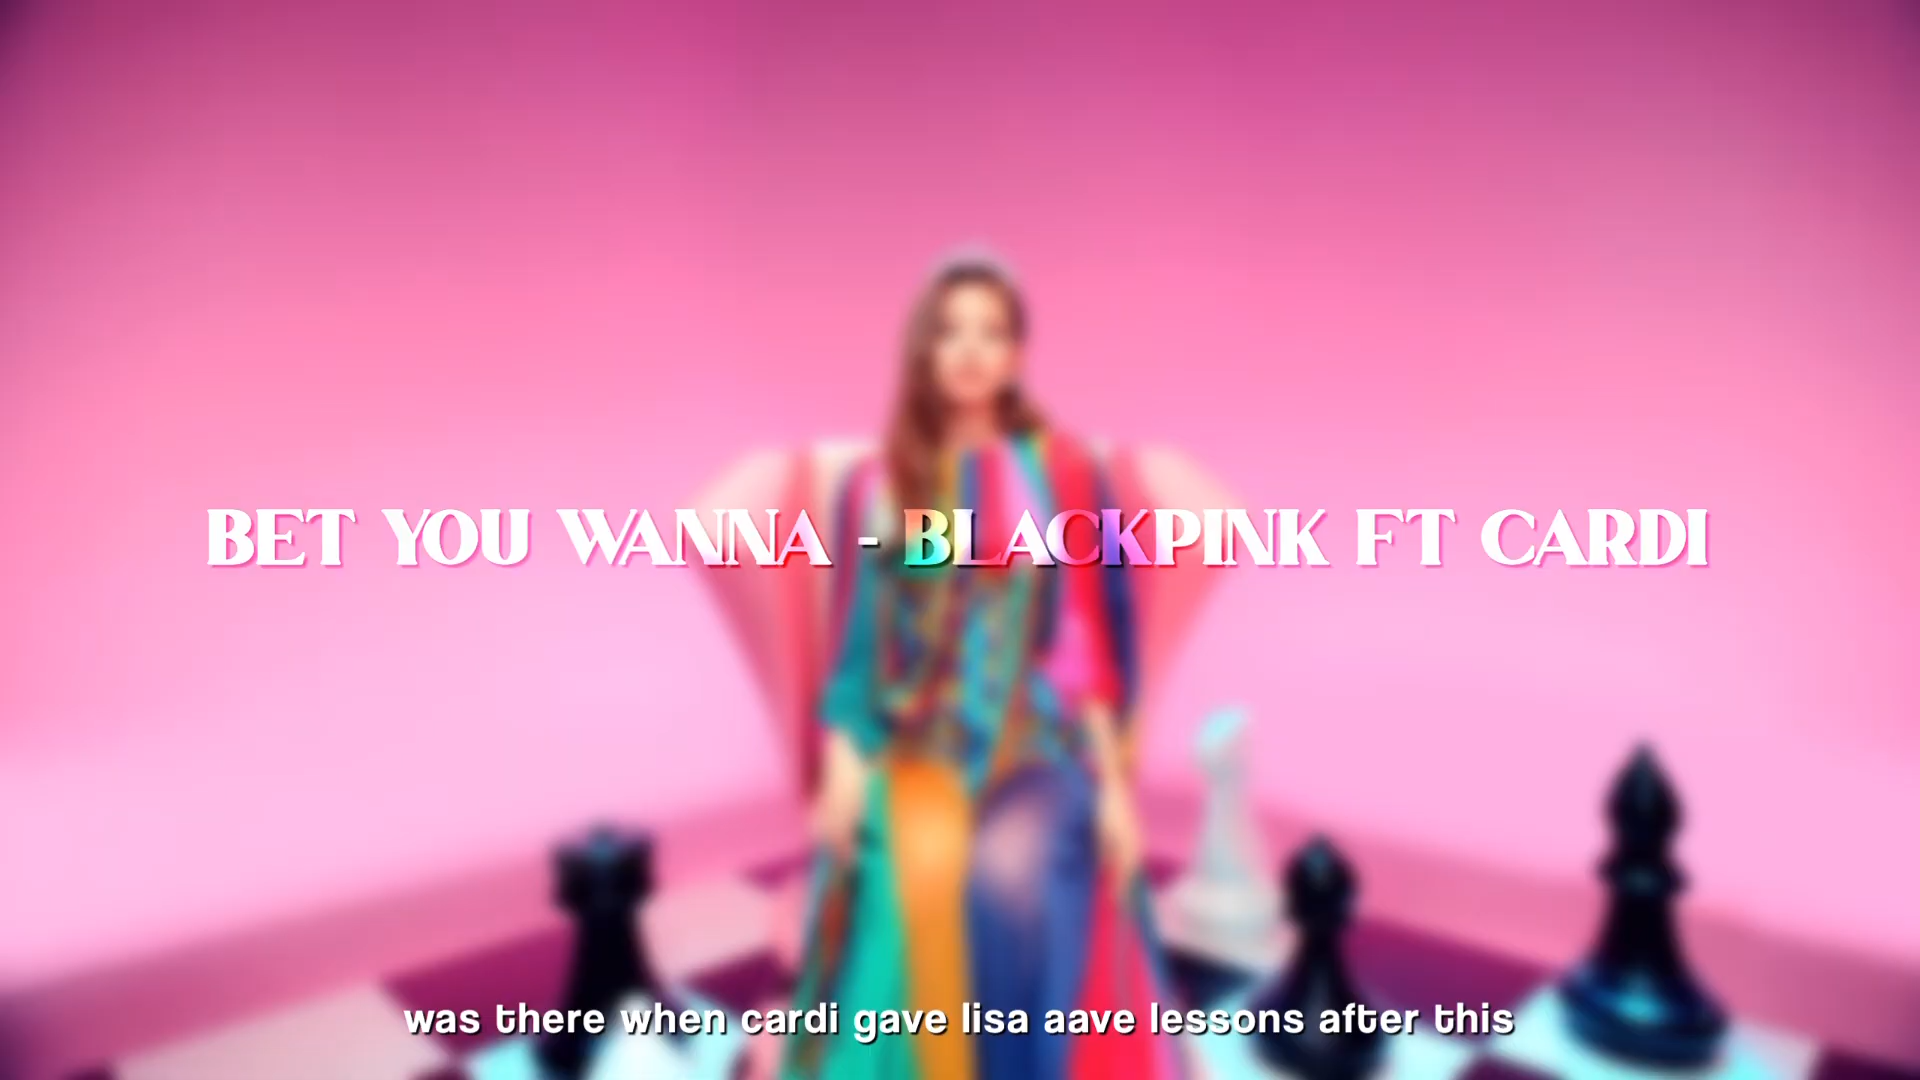 BET YOU WANNA - BLACKPINK FT CARDI
was there when cardi gave lisa aave lessons after this